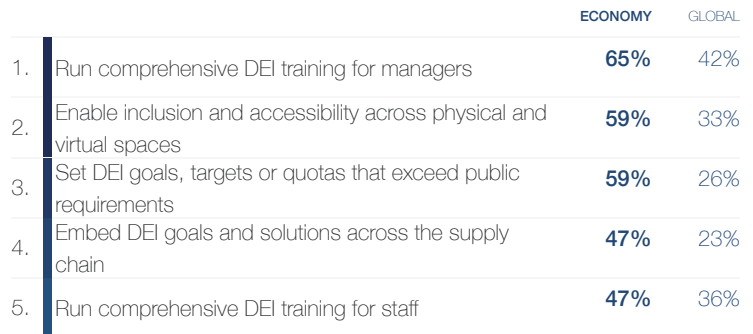 ECONOMY GLOBAL
1. Run comprehensive DEI training for managers 65% 42%
2. Enable inclusion and accessibility across physical and
virtual spaces 59% 33%
3. Set DEI goals, targets or quotas that exceed public
requirements 59% 26%
4. Embed DEI goals and solutions across the supply
chain 47% 23%
5. Run comprehensive DEI training for staff 47% 36%